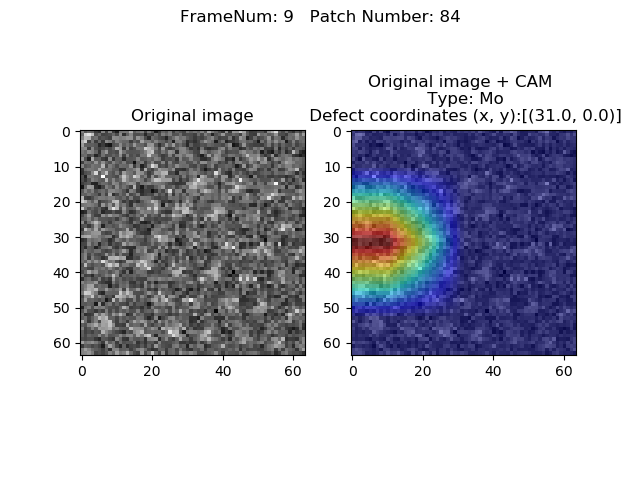 FrameNum: 9   Patch Number: 84
Original image
Original image + CAM
Type: Mo
Defect coordinates (x, y):[(31.0, 0.0)]
0
10
20
30
40
50
60
0 20 40 60
0
10
20
30
40
50
60
0 20 40 60